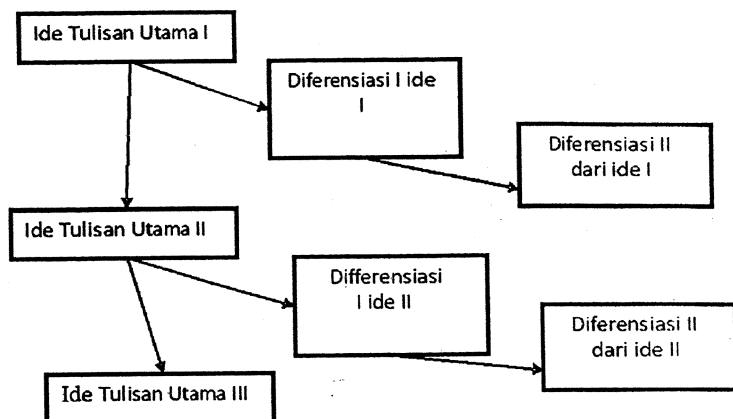 Ide Tulisan Utama I
Diferensiasi I ide
I
Diferensiasi II
dari ide I
Ide Tulisan Utama II
Differensiasi
I ide II
Diferensiasi II
dari ide II
Ide Tulisan Utama III